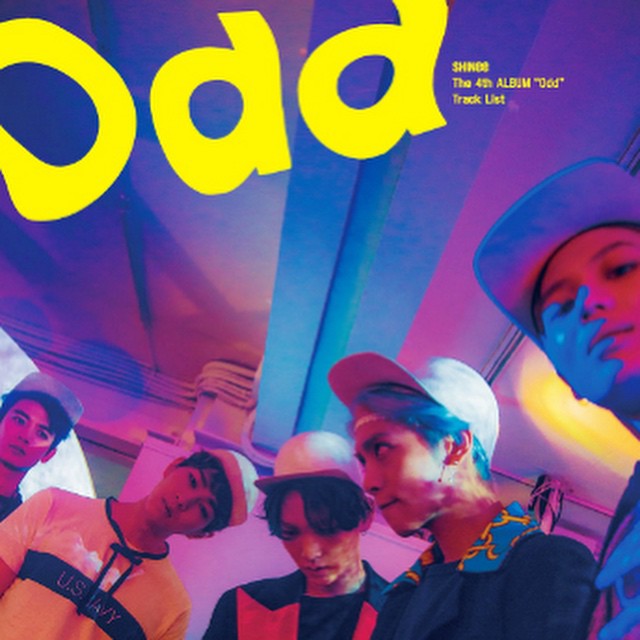 Odd
SHINee
The 4th ALBUM "Odd"
Track List
U.S. NAVY